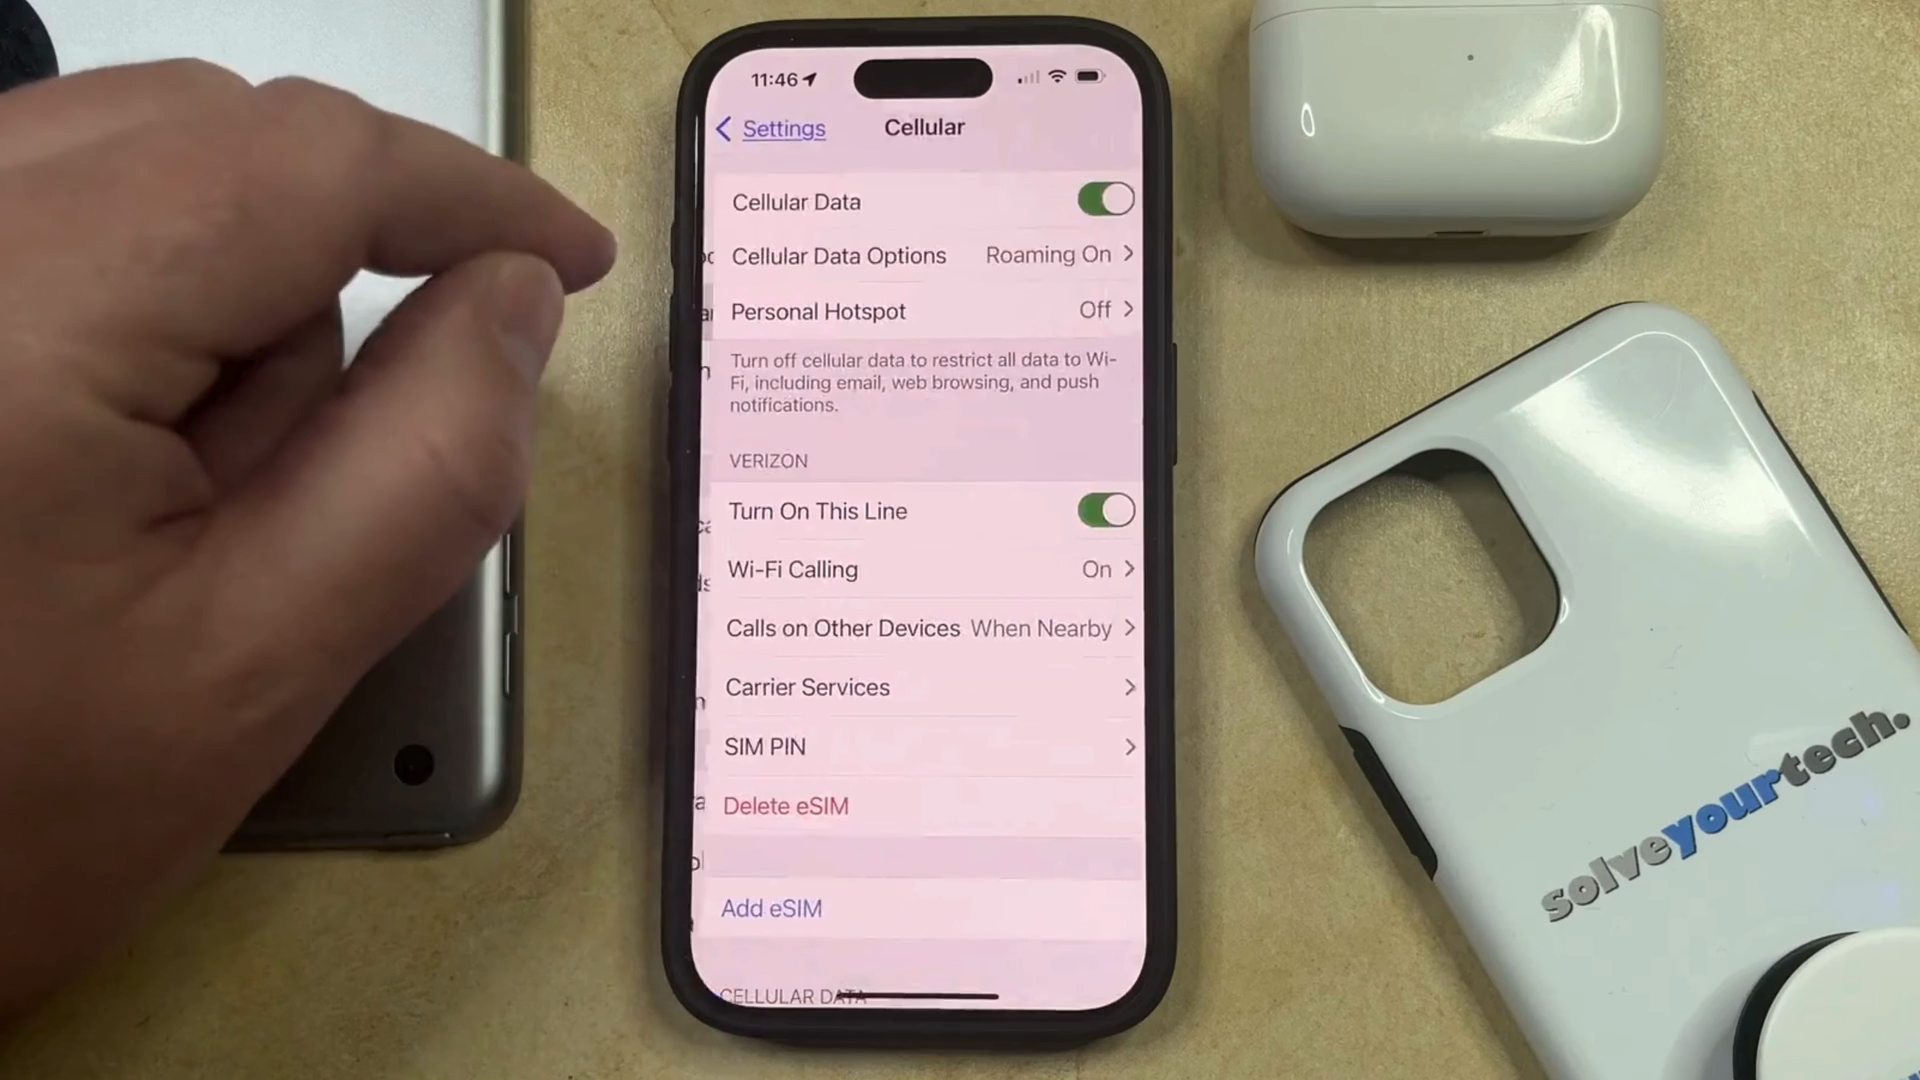 11:46
Settings
Cellular
Cellular Data
Cellular Data Options Roaming On
Personal Hotspot Off
Turn off cellular data to restrict all data to Wi-
Fi, including email, web browsing, and push
notifications.
VERIZON
Turn On This Line
Wi-Fi Calling On
Calls on Other Devices When Nearby
Carrier Services
SIM PIN
Delete eSIM
Add eSIM
CELLULAR DATA
solveyourtech.